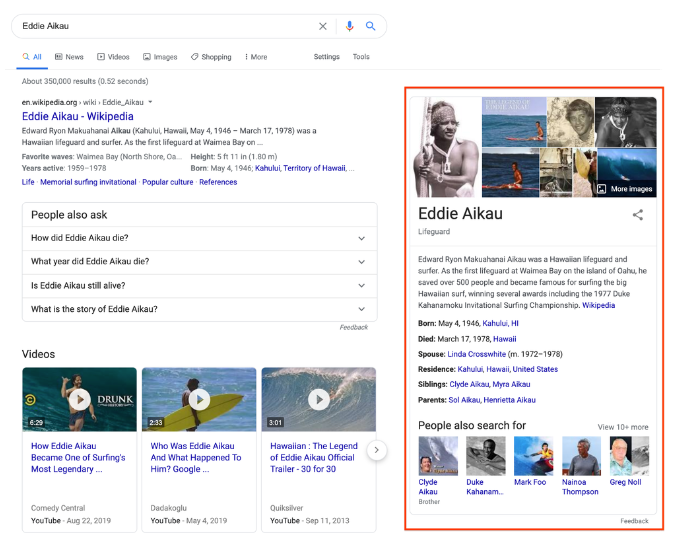 Eddie Aikau
All
News
Videos
Images
Shopping
More
Settings
Tools
About 350,000 results (0.52 seconds)
en.wikipedia.org › wiki › Eddie_Aikau
Eddie Aikau - Wikipedia
Edward Ryon Makuahanai Aikau (Kahului, Hawaii, May 4, 1946 – March 17, 1978) was a
Hawaiian lifeguard and surfer. As the first lifeguard at Waimea Bay on ...
Favorite waves: Waimea Bay (North Shore, Oa... Height: 5 ft 11 in (1.80 m)
Years active: 1959–1978 Born: May 4, 1946; Kahului, Territory of Hawaii, ...
Life · Memorial surfing invitational · Popular culture · References
People also ask
How did Eddie Aikau die?
What year did Eddie Aikau die?
Is Eddie Aikau still alive?
What is the story of Eddie Aikau?
Feedback
Videos
DRUNK
6:29
How Eddie Aikau
Became One of Surfing's
Most Legendary ...
Comedy Central
YouTube - Aug 22, 2019
2:33
Who Was Eddie Aikau
And What Happened To
Him? Google ...
Dadakoglu
YouTube - May 4, 2019
3:01
Hawaiian : The Legend
of Eddie Aikau Official
Trailer - 30 for 30
Quiksilver
YouTube - Sep 11, 2013
More images
Eddie Aikau
Lifeguard
Edward Ryon Makuahanai Aikau was a Hawaiian lifeguard and
surfer. As the first lifeguard at Waimea Bay on the island of Oahu, he
saved over 500 people and became famous for surfing the big
Hawaiian surf, winning several awards including the 1977 Duke
Kahanamoku Invitational Surfing Championship. Wikipedia
Born: May 4, 1946, Kahului, HI
Died: March 17, 1978, Hawaii
Spouse: Linda Crosswhite (m. 1972–1978)
Residence: Kahului, Hawaii, United States
Siblings: Clyde Aikau, Myra Aikau
Parents: Sol Aikau, Henrietta Aikau
People also search for
View 10+ more
Clyde
Aikau
Brother
Duke
Kahanam...
Mark Foo
Nainoa
Thompson
Greg Noll
Feedback